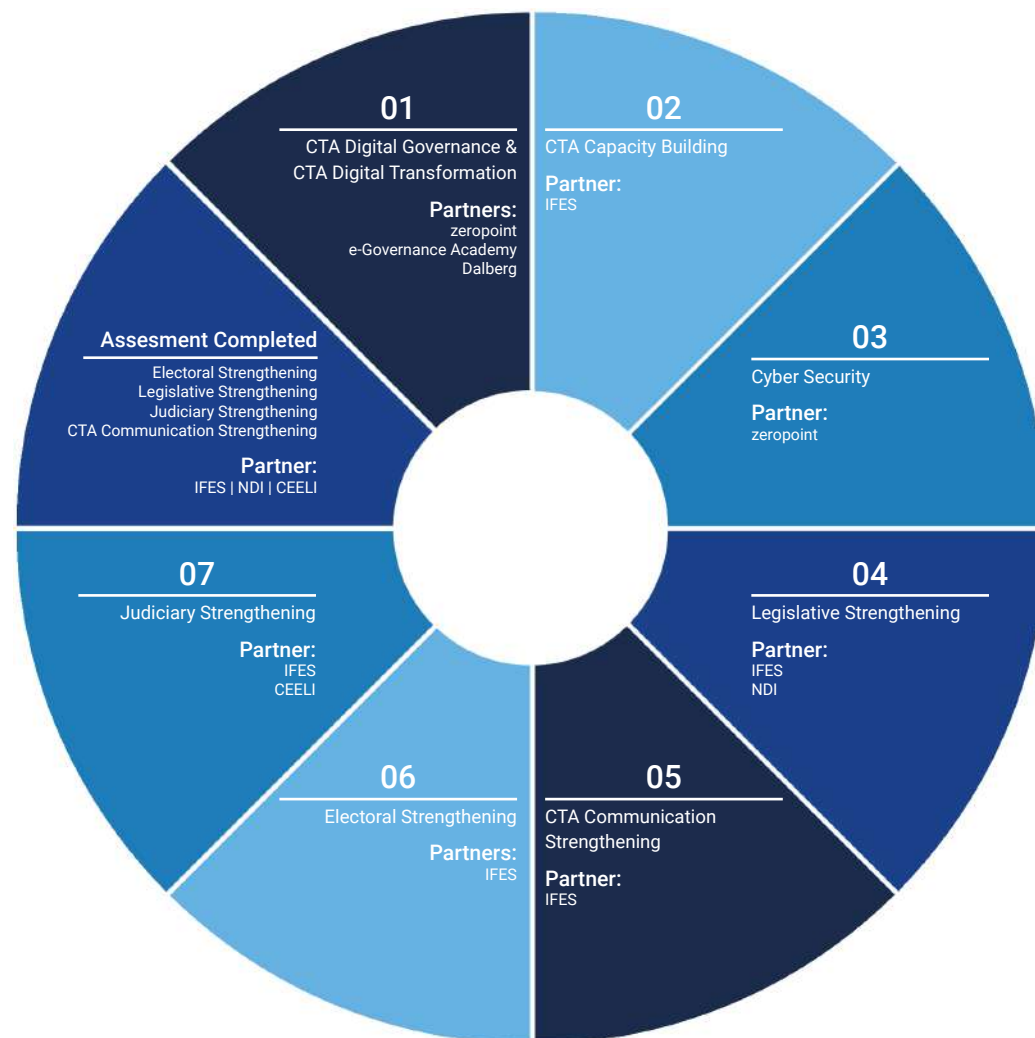 01
CTA Digital Governance &
CTA Digital Transformation
Partners:
zeropoint
e-Governance Academy
Dalberg
02
CTA Capacity Building
Partner:
IFES
03
Cyber Security
Partner:
zeropoint
04
Legislative Strengthening
Partner:
IFES
NDI
05
CTA Communication
Strengthening
Partner:
IFES
06
Electoral Strengthening
Partners:
IFES
07
Judiciary Strengthening
Partner:
IFES
CEELI
Assesment Completed
Electoral Strengthening
Legislative Strengthening
Judiciary Strengthening
CTA Communication Strengthening
Partner:
IFES | NDI | CEELI